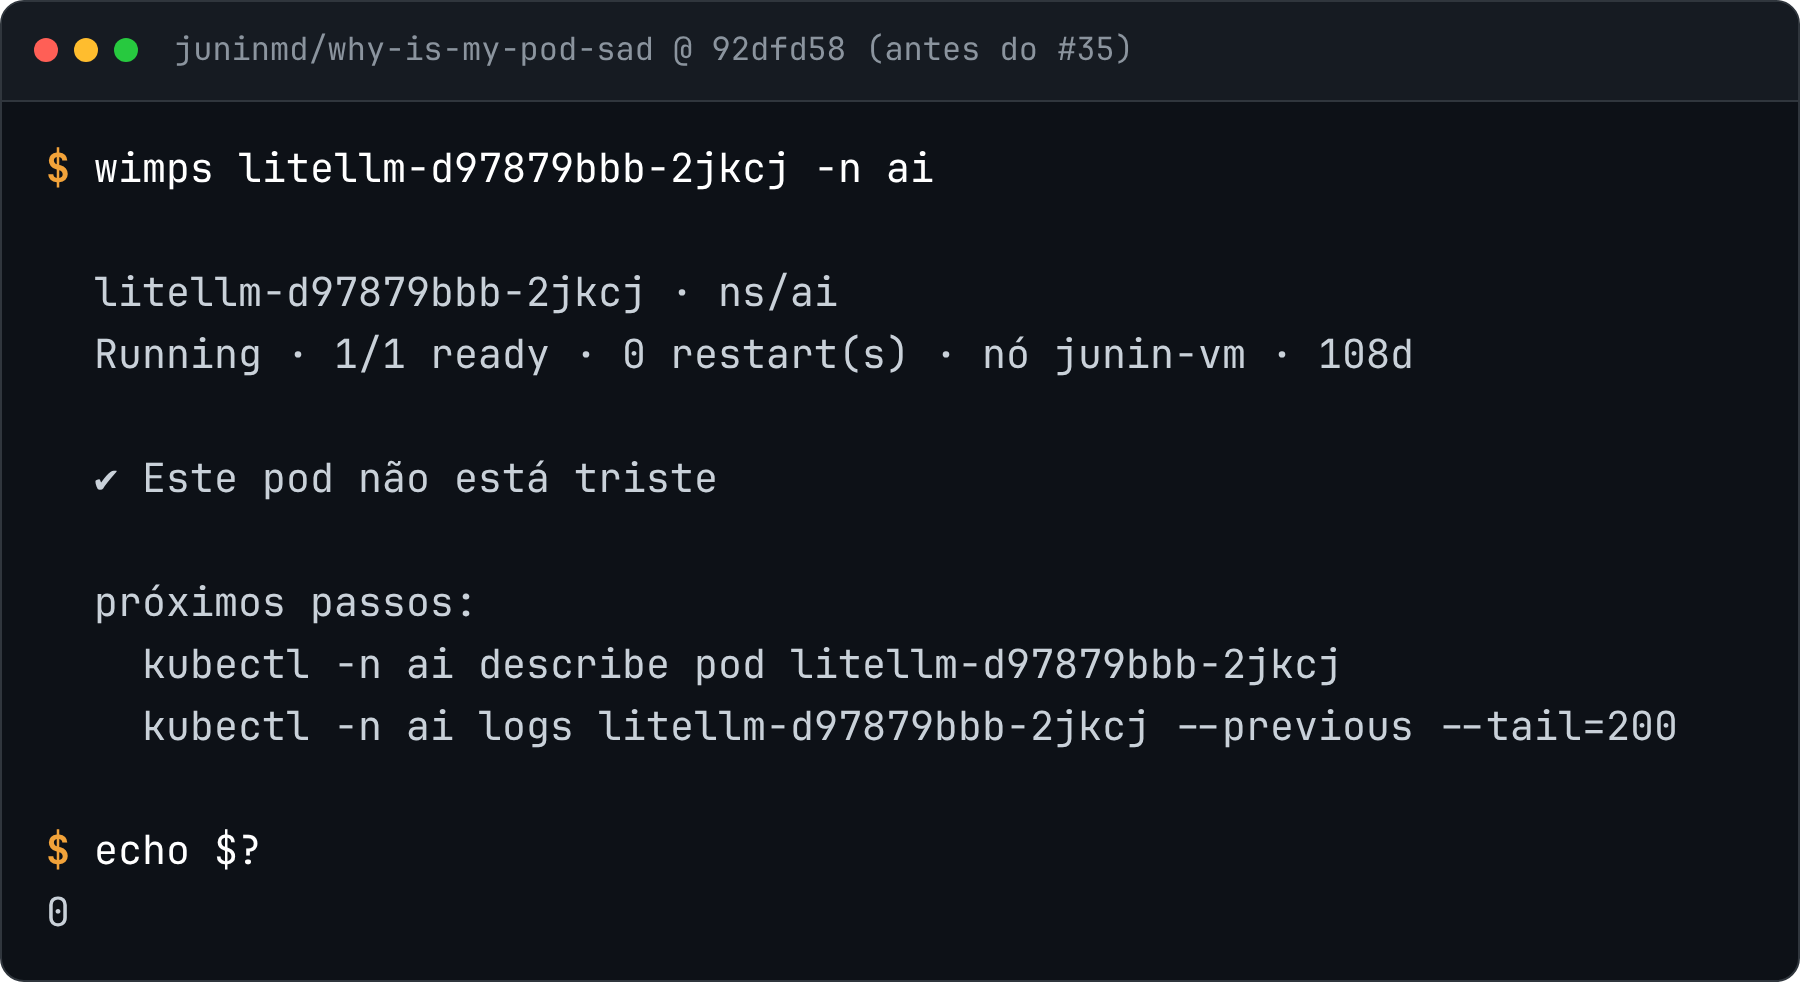 juninmd/why-is-my-pod-sad @ 92dfd58 (antes do #35)
$ wimps litellm-d97879bbb-2jkcj -n ai
litellm-d97879bbb-2jkcj · ns/ai
Running · 1/1 ready · 0 restart(s) · nó junin-vm · 108d
✔ Este pod não está triste
próximos passos:
kubectl -n ai describe pod litellm-d97879bbb-2jkcj
kubectl -n ai logs litellm-d97879bbb-2jkcj --previous --tail=200
$ echo $?
0